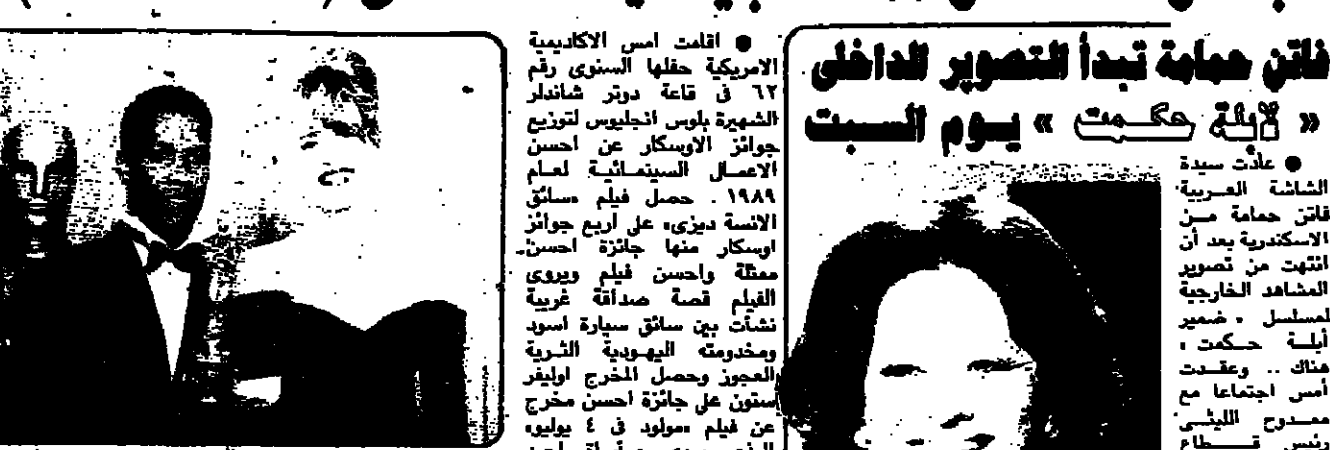 فاتن حمامة تبدأ التصوير الداخلى
« لأبلة حكمت » يوم السبت
● عادت سيدة
الشاشة العربية
فاتن حمامة من
الاسكندرية بعد أن
انتهت من تصوير
المشاهد الخارجية
لمسلسل « ضمير
أبلة حكمت »
هناك .. وعقدت
أمس اجتماعا مع
ممدوح الليثى
رئيس قطاع
● اقامت امس الاكاديمية
الامريكية حفلها السنوى رقم
٦٢ فى قاعة دوتر شاندلر
الشهيرة بلوس انجليوس لتوزيع
جوائز الاوسكار عن احسن
الاعمال السينمائية لعام
١٩٨٩ . حصل فيلم «سائق
الانسة ديزى» على اربع جوائز
اوسكار منها جائزة احسن
ممثلة واحسن فيلم ويروى
الفيلم قصة صداقة غريبة
نشأت بين سائق سيارة اسود
ومخدومته اليهودية الثرية
العجوز وحصل المخرج اوليفر
ستون على جائزة احسن مخرج
عن فيلم «مولود فى ٤ يوليو»